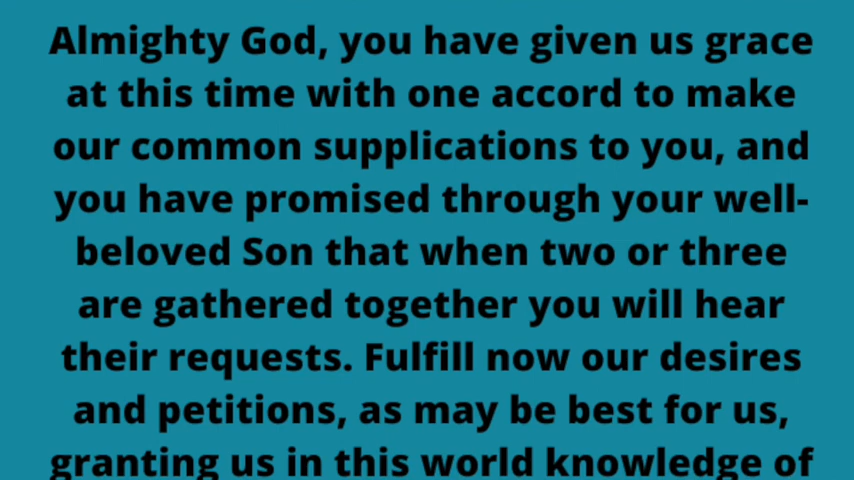 Almighty God, you have given us grace
at this time with one accord to make
our common supplications to you, and
you have promised through your well-
beloved Son that when two or three
are gathered together you will hear
their requests. Fulfill now our desires
and petitions, as may be best for us,
granting us in this world knowledge of